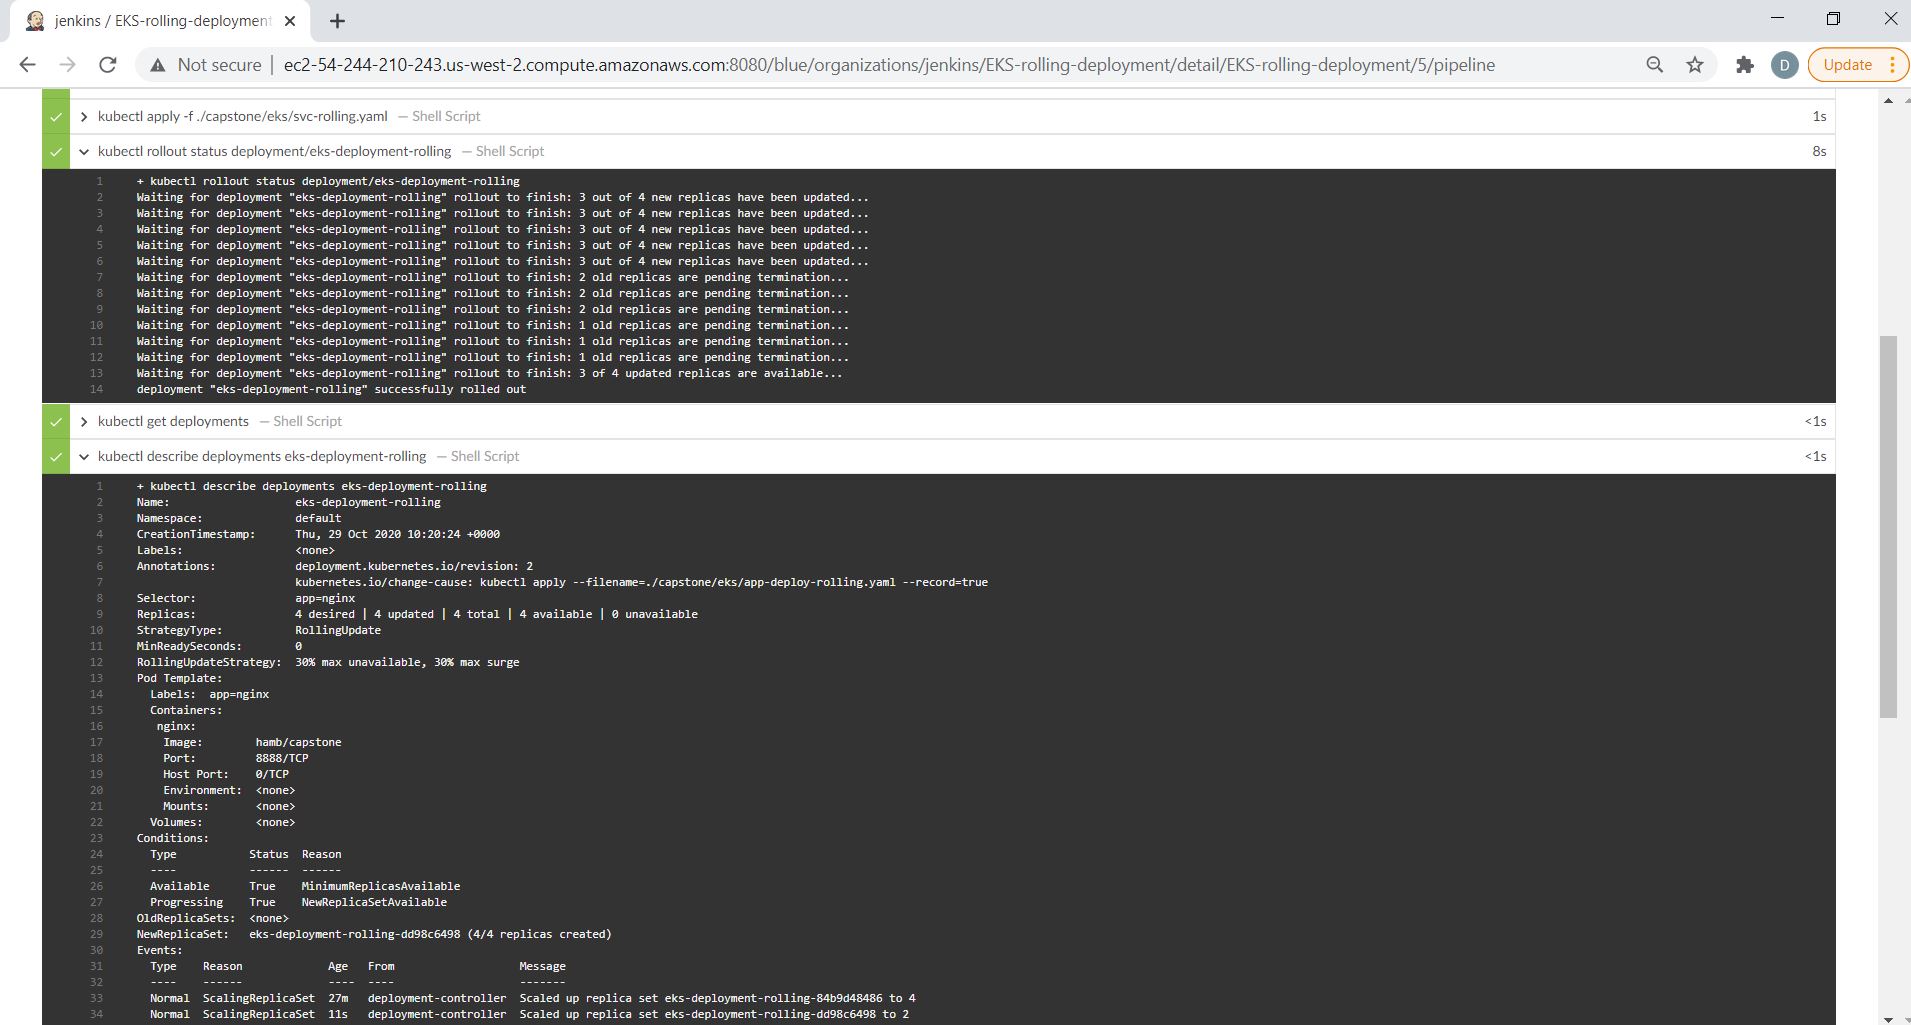 jenkins / EKS-rolling-deployment
Not secure | ec2-54-244-210-243.us-west-2.compute.amazonaws.com:8080/blue/organizations/jenkins/EKS-rolling-deployment/detail/EKS-rolling-deployment/5/pipeline D Update
kubectl apply -f ./capstone/eks/svc-rolling.yaml — Shell Script 1s
kubectl rollout status deployment/eks-deployment-rolling — Shell Script 8s
1 + kubectl rollout status deployment/eks-deployment-rolling
2 Waiting for deployment "eks-deployment-rolling" rollout to finish: 3 out of 4 new replicas have been updated...
3 Waiting for deployment "eks-deployment-rolling" rollout to finish: 3 out of 4 new replicas have been updated...
4 Waiting for deployment "eks-deployment-rolling" rollout to finish: 3 out of 4 new replicas have been updated...
5 Waiting for deployment "eks-deployment-rolling" rollout to finish: 3 out of 4 new replicas have been updated...
6 Waiting for deployment "eks-deployment-rolling" rollout to finish: 3 out of 4 new replicas have been updated...
7 Waiting for deployment "eks-deployment-rolling" rollout to finish: 2 old replicas are pending termination...
8 Waiting for deployment "eks-deployment-rolling" rollout to finish: 2 old replicas are pending termination...
9 Waiting for deployment "eks-deployment-rolling" rollout to finish: 2 old replicas are pending termination...
10 Waiting for deployment "eks-deployment-rolling" rollout to finish: 1 old replicas are pending termination...
11 Waiting for deployment "eks-deployment-rolling" rollout to finish: 1 old replicas are pending termination...
12 Waiting for deployment "eks-deployment-rolling" rollout to finish: 1 old replicas are pending termination...
13 Waiting for deployment "eks-deployment-rolling" rollout to finish: 3 of 4 updated replicas are available...
14 deployment "eks-deployment-rolling" successfully rolled out
kubectl get deployments — Shell Script <1s
kubectl describe deployments eks-deployment-rolling — Shell Script <1s
1 + kubectl describe deployments eks-deployment-rolling
2 Name: eks-deployment-rolling
3 Namespace: default
4 CreationTimestamp: Thu, 29 Oct 2020 10:20:24 +0000
5 Labels: <none>
6 Annotations: deployment.kubernetes.io/revision: 2
7 kubernetes.io/change-cause: kubectl apply --filename=./capstone/eks/app-deploy-rolling.yaml --record=true
8 Selector: app=nginx
9 Replicas: 4 desired | 4 updated | 4 total | 4 available | 0 unavailable
10 StrategyType: RollingUpdate
11 MinReadySeconds: 0
12 RollingUpdateStrategy: 30% max unavailable, 30% max surge
13 Pod Template:
14 Labels: app=nginx
15 Containers:
16 nginx:
17 Image: hamb/capstone
18 Port: 8888/TCP
19 Host Port: 0/TCP
20 Environment: <none>
21 Mounts: <none>
22 Volumes: <none>
23 Conditions:
24 Type Status Reason
25 ---- ------ ------
26 Available True MinimumReplicasAvailable
27 Progressing True NewReplicaSetAvailable
28 OldReplicaSets: <none>
29 NewReplicaSet: eks-deployment-rolling-dd98c6498 (4/4 replicas created)
30 Events:
31 Type Reason Age From Message
32 ---- ------ ---- ---- -------
33 Normal ScalingReplicaSet 27m deployment-controller Scaled up replica set eks-deployment-rolling-84b9d48486 to 4
34 Normal ScalingReplicaSet 11s deployment-controller Scaled up replica set eks-deployment-rolling-dd98c6498 to 2